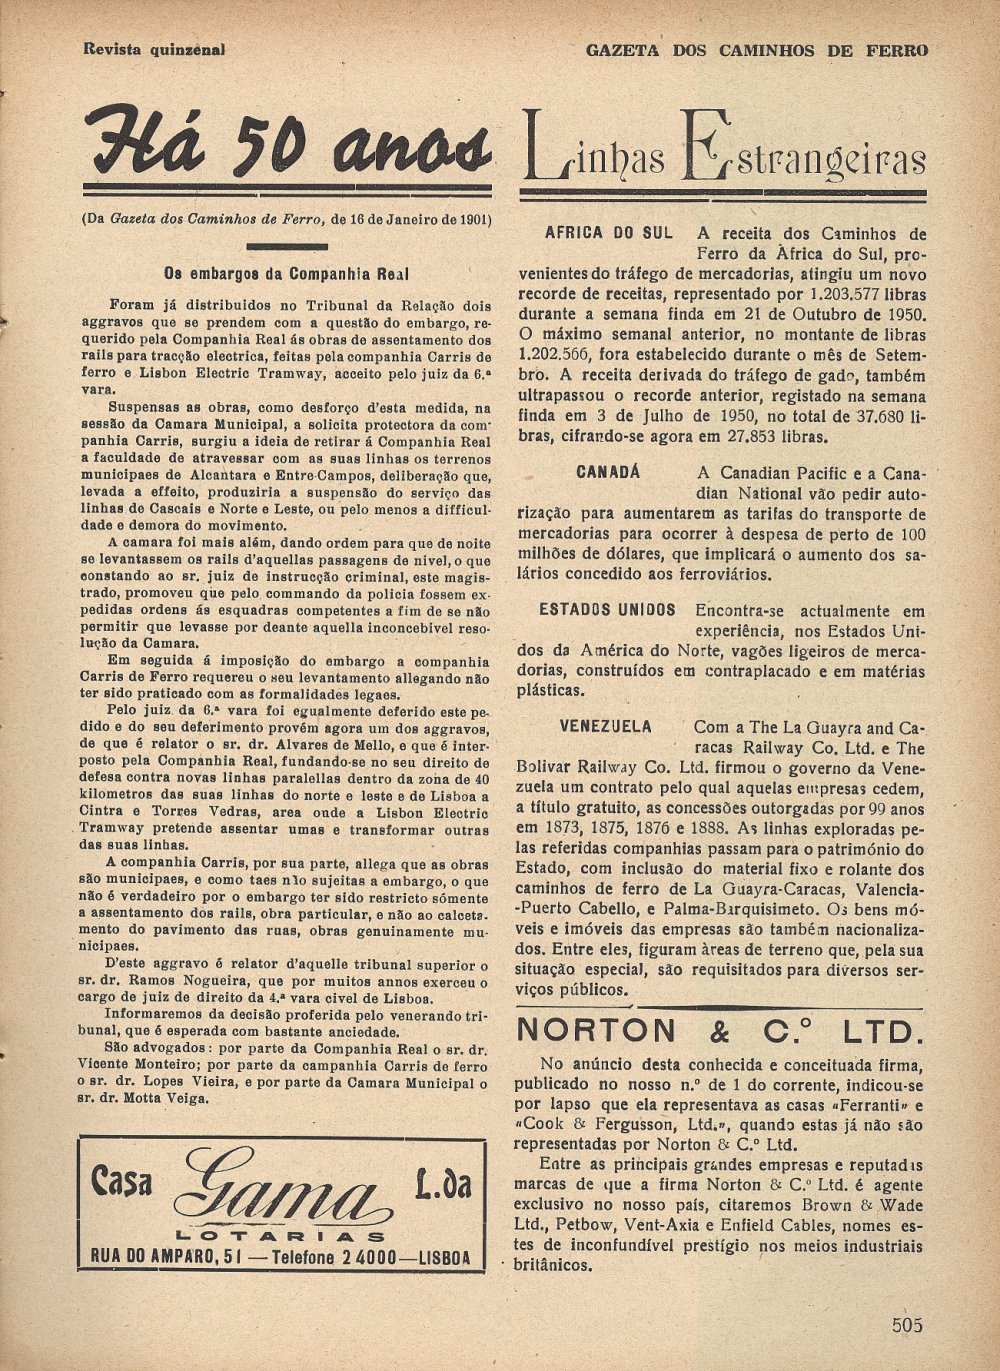 Revista quinzenal
GAZETA DOS CAMINHOS DE FERRO
Há 50 anos
(Da Gazeta dos Caminhos de Ferro, de 16 de Janeiro de 1901)
Os embargos da Companhia Real
Foram já distribuidos no Tribunal da Relação dois
aggravos que se prendem com a questão do embargo, re-
querido pela Companhia Real ás obras de assentamento dos
rails para tracção electrica, feitas pela companhia Carris de
ferro e Lisbon Electric Tramway, acceito pelo juiz da 6.ª
vara.
Suspensas as obras, como desforço d'esta medida, na
sessão da Camara Municipal, a solicita protectora da com-
panhia Carris, surgiu a ideia de retirar á Companhia Real
a faculdade de atravessar com as suas linhas os terrenos
municipaes de Alcantara e Entre-Campos, deliberação que,
levada a effeito, produziria a suspensão do serviço das
linhas de Cascais e Norte e Leste, ou pelo menos a difficul-
dade e demora do movimento.
A camara foi mais além, dando ordem para que de noite
se levantassem os rails d'aquellas passagens de nivel, o que
constando ao sr. juiz de instrucção criminal, este magis-
trado, promoveu que pelo commando da policia fossem ex-
pedidas ordens ás esquadras competentes a fim de se não
permitir que levasse por deante aquella inconcebivel reso-
lução da Camara.
Em seguida á imposição do embargo a companhia
Carris de Ferro requereu o seu levantamento allegando não
ter sido praticado com as formalidades legaes.
Pelo juiz da 6.ª vara foi egualmente deferido este pe-
dido e do seu deferimento provém agora um dos aggravos,
de que é relator o sr. dr. Alvares de Mello, e que é inter-
posto pela Companhia Real, fundando-se no seu direito de
defesa contra novas linhas paralellas dentro da zona de 40
kilometros das suas linhas do norte e leste e de Lisboa a
Cintra e Torres Vedras, area onde a Lisbon Electric
Tramway pretende assentar umas e transformar outras
das suas linhas.
A companhia Carris, por sua parte, allega que as obras
são municipaes, e como taes não sujeitas a embargo, o que
não é verdadeiro por o embargo ter sido restricto sómente
a assentamento dos rails, obra particular, e não ao calceta-
mento do pavimento das ruas, obras genuinamente mu-
nicipaes.
D'este aggravo é relator d'aquelle tribunal superior o
sr. dr. Ramos Nogueira, que por muitos annos exerceu o
cargo de juiz de direito da 4.ª vara civel de Lisboa.
Informaremos da decisão proferida pelo venerando tri-
bunal, que é esperada com bastante anciedade.
São advogados: por parte da Companhia Real o sr. dr.
Vicente Monteiro; por parte da campanhia Carris de ferro
o sr. dr. Lopes Vieira, e por parte da Camara Municipal o
sr. dr. Motta Veiga.
Casa Gama L.da
LOTARIAS
RUA DO AMPARO, 51 — Telefone 2 4000 — LISBOA
Linhas Estrangeiras
AFRICA DO SUL A receita dos Caminhos de
Ferro da África do Sul, pro-
venientes do tráfego de mercadorias, atingiu um novo
recorde de receitas, representado por 1.203.577 libras
durante a semana finda em 21 de Outubro de 1950.
O máximo semanal anterior, no montante de libras
1.202.566, fora estabelecido durante o mês de Setem-
bro. A receita derivada do tráfego de gado, também
ultrapassou o recorde anterior, registado na semana
finda em 3 de Julho de 1950, no total de 37.680 li-
bras, cifrando-se agora em 27.853 libras.
CANADÁ A Canadian Pacific e a Cana-
dian National vão pedir auto-
rização para aumentarem as tarifas do transporte de
mercadorias para ocorrer à despesa de perto de 100
milhões de dólares, que implicará o aumento dos sa-
lários concedido aos ferroviários.
ESTADOS UNIDOS Encontra-se actualmente em
experiência, nos Estados Uni-
dos da América do Norte, vagões ligeiros de merca-
dorias, construídos em contraplacado e em matérias
plásticas.
VENEZUELA Com a The La Guayra and Ca-
racas Railway Co. Ltd. e The
Bolivar Railway Co. Ltd. firmou o governo da Vene-
zuela um contrato pelo qual aquelas empresas cedem,
a título gratuito, as concessões outorgadas por 99 anos
em 1873, 1875, 1876 e 1888. As linhas exploradas pe-
las referidas companhias passam para o património do
Estado, com inclusão do material fixo e rolante dos
caminhos de ferro de La Guayra-Caracas, Valencia-
-Puerto Cabello, e Palma-Barquisimeto. Os bens mó-
veis e imóveis das empresas são também nacionaliza-
dos. Entre eles, figuram àreas de terreno que, pela sua
situação especial, são requisitados para diversos ser-
viços públicos.
NORTON & C.º LTD.
No anúncio desta conhecida e conceituada firma,
publicado no nosso n.º de 1 do corrente, indicou-se
por lapso que ela representava as casas «Ferranti» e
«Cook & Fergusson, Ltd.», quando estas já não são
representadas por Norton & C.º Ltd.
Entre as principais grandes empresas e reputadas
marcas de que a firma Norton & C.º Ltd. é agente
exclusivo no nosso país, citaremos Brown & Wade
Ltd., Petbow, Vent-Axia e Enfield Cables, nomes es-
tes de inconfundível prestígio nos meios industriais
britânicos.
505